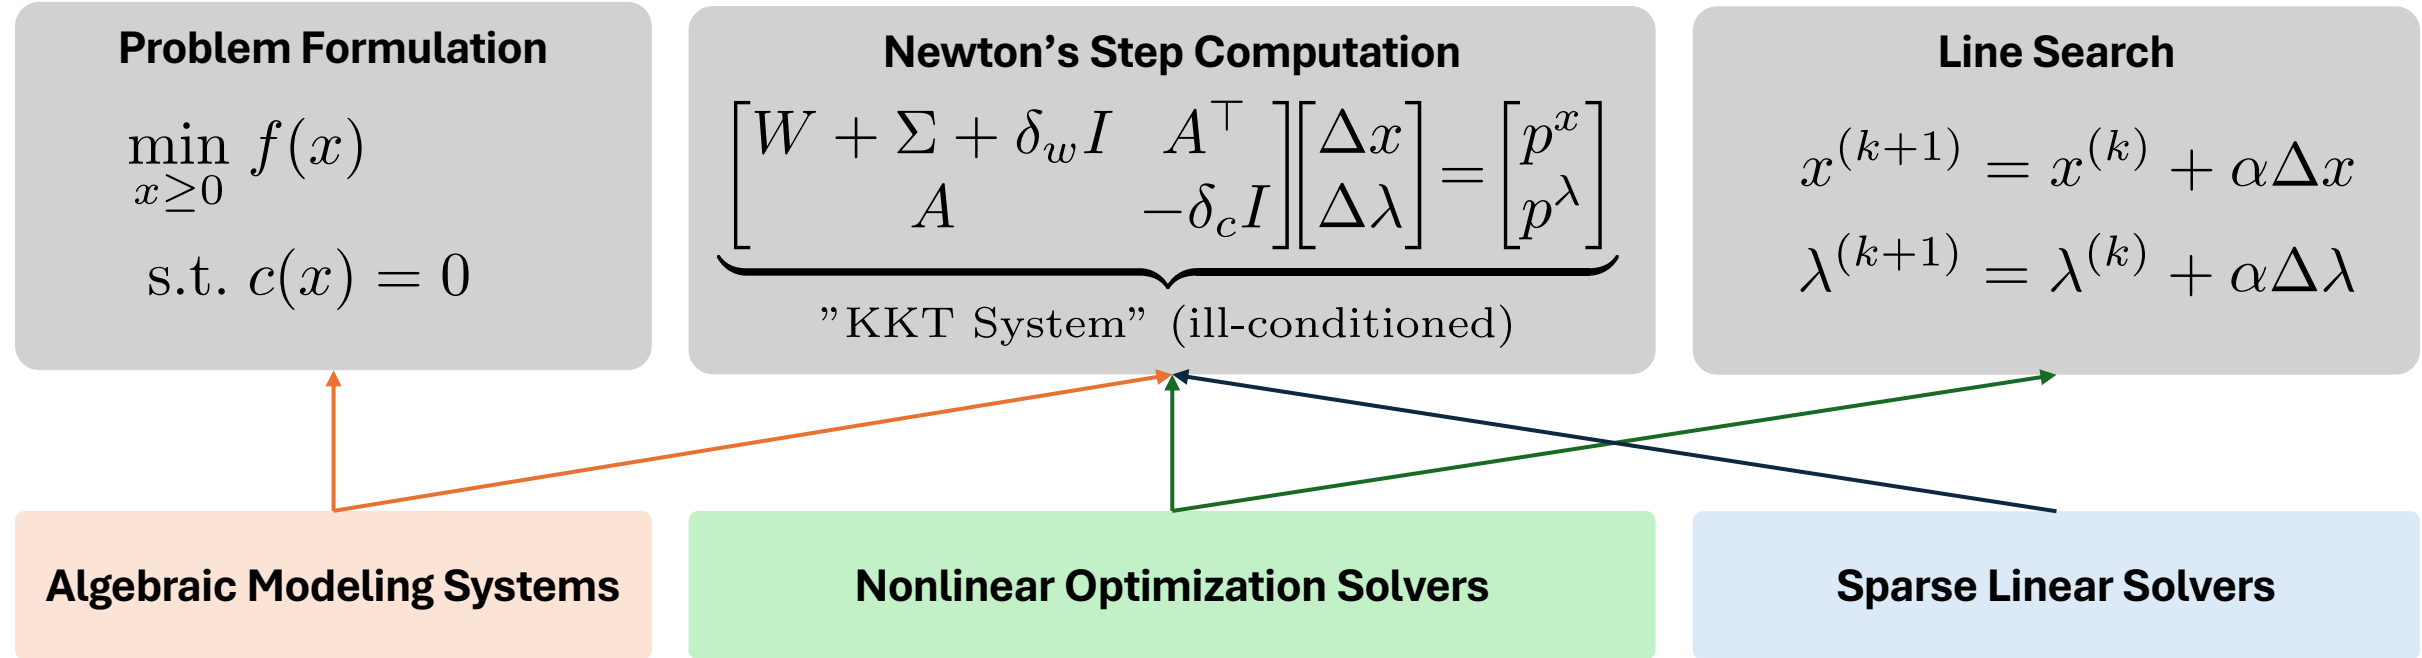 Problem Formulation
min f(x)
x≥0
s.t. c(x) = 0
Newton’s Step Computation
[W + Σ + δ_w I   A^⊤] [Δx] = [p^x]
[A   −δ_c I] [Δλ] = [p^λ]
”KKT System” (ill-conditioned)
Line Search
x^(k+1) = x^(k) + αΔx
λ^(k+1) = λ^(k) + αΔλ
Algebraic Modeling Systems
Nonlinear Optimization Solvers
Sparse Linear Solvers